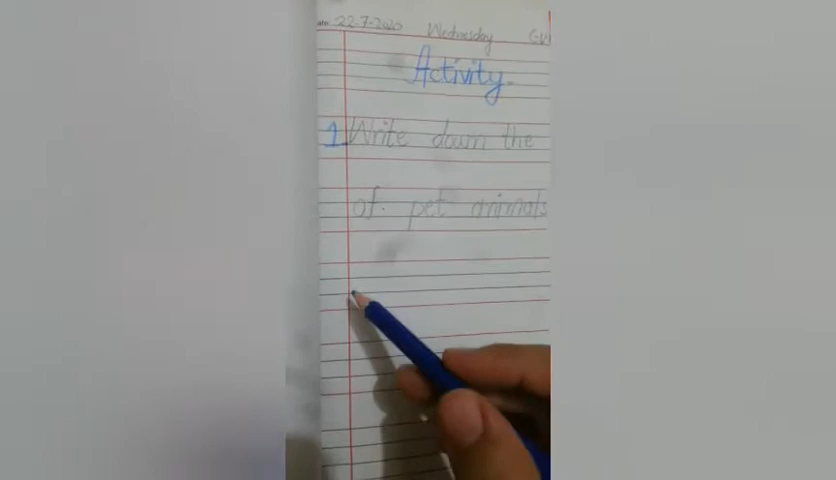 22-7-2020 Wednesday
Activity.
1 Write down the
of pet animals